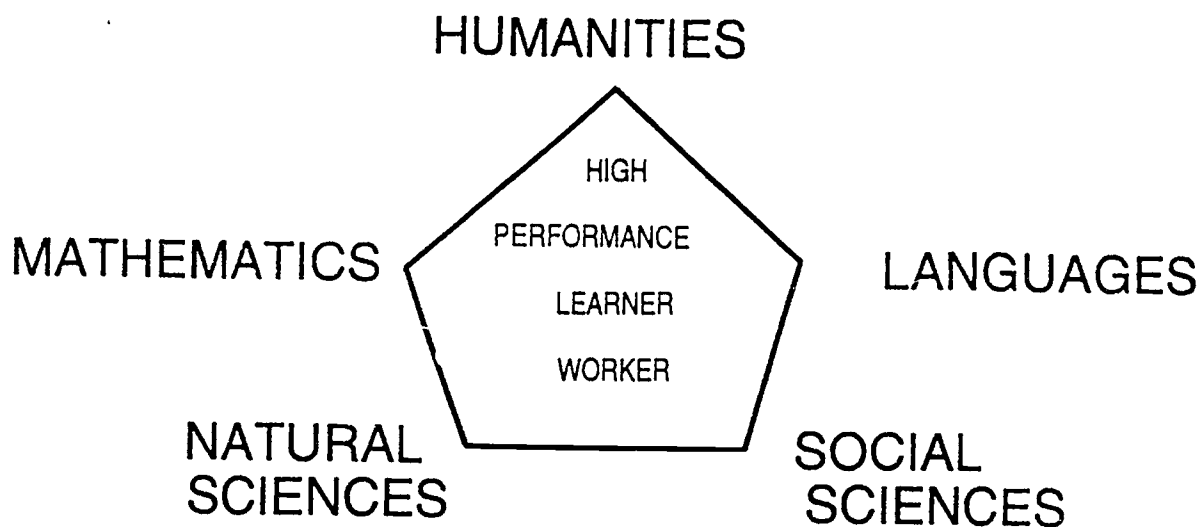 HUMANITIES
HIGH
PERFORMANCE
MATHEMATICS
LANGUAGES
LEARNER
WORKER
NATURAL
SCIENCES
SOCIAL
SCIENCES